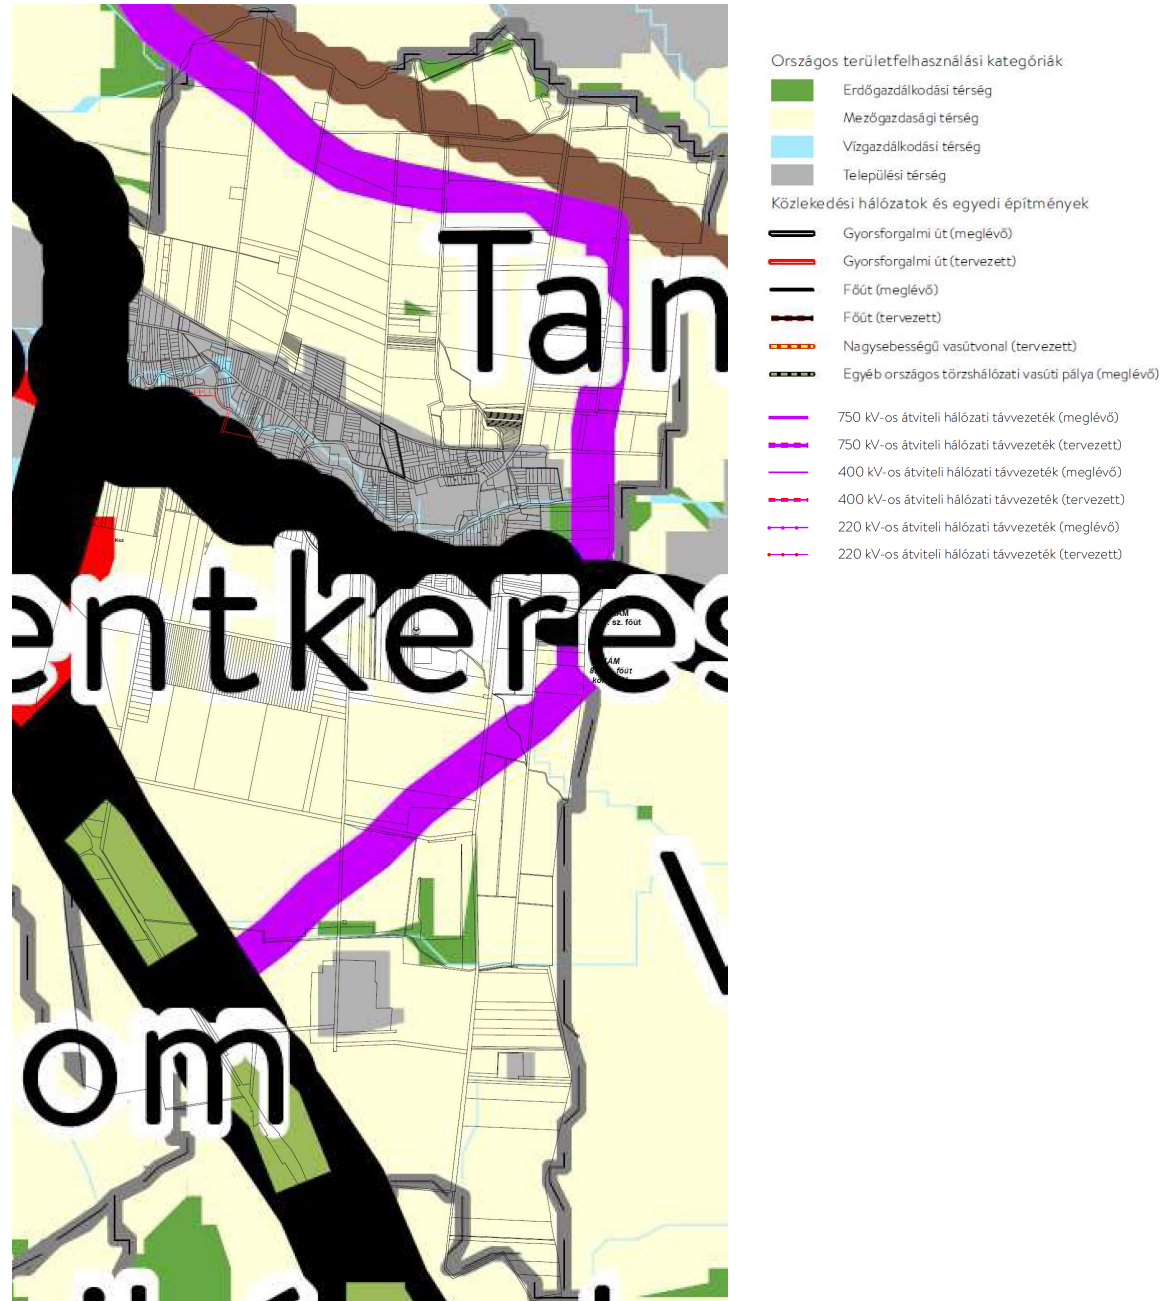 Tan
entkeres
V
om
Ksz
sz. főút
Országos területfelhasználási kategóriák
Erdőgazdálkodási térség
Mezőgazdasági térség
Vízgazdálkodási térség
Települési térség
Közlekedési hálózatok és egyedi építmények
Gyorsforgalmi út (meglévő)
Gyorsforgalmi út (tervezett)
Főút (meglévő)
Főút (tervezett)
Nagysebességű vasútvonal (tervezett)
Egyéb országos törzshálózati vasúti pálya (meglévő)
750 kV-os átviteli hálózati távvezeték (meglévő)
750 kV-os átviteli hálózati távvezeték (tervezett)
400 kV-os átviteli hálózati távvezeték (meglévő)
400 kV-os átviteli hálózati távvezeték (tervezett)
220 kV-os átviteli hálózati távvezeték (meglévő)
220 kV-os átviteli hálózati távvezeték (tervezett)